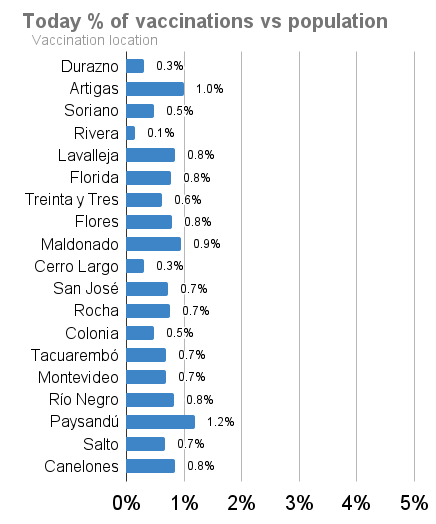 Today % of vaccinations vs population
Vaccination location
Durazno 0.3%
Artigas 1.0%
Soriano 0.5%
Rivera 0.1%
Lavalleja 0.8%
Florida 0.8%
Treinta y Tres 0.6%
Flores 0.8%
Maldonado 0.9%
Cerro Largo 0.3%
San José 0.7%
Rocha 0.7%
Colonia 0.5%
Tacuarembó 0.7%
Montevideo 0.7%
Río Negro 0.8%
Paysandú 1.2%
Salto 0.7%
Canelones 0.8%
0% 1% 2% 3% 4% 5%